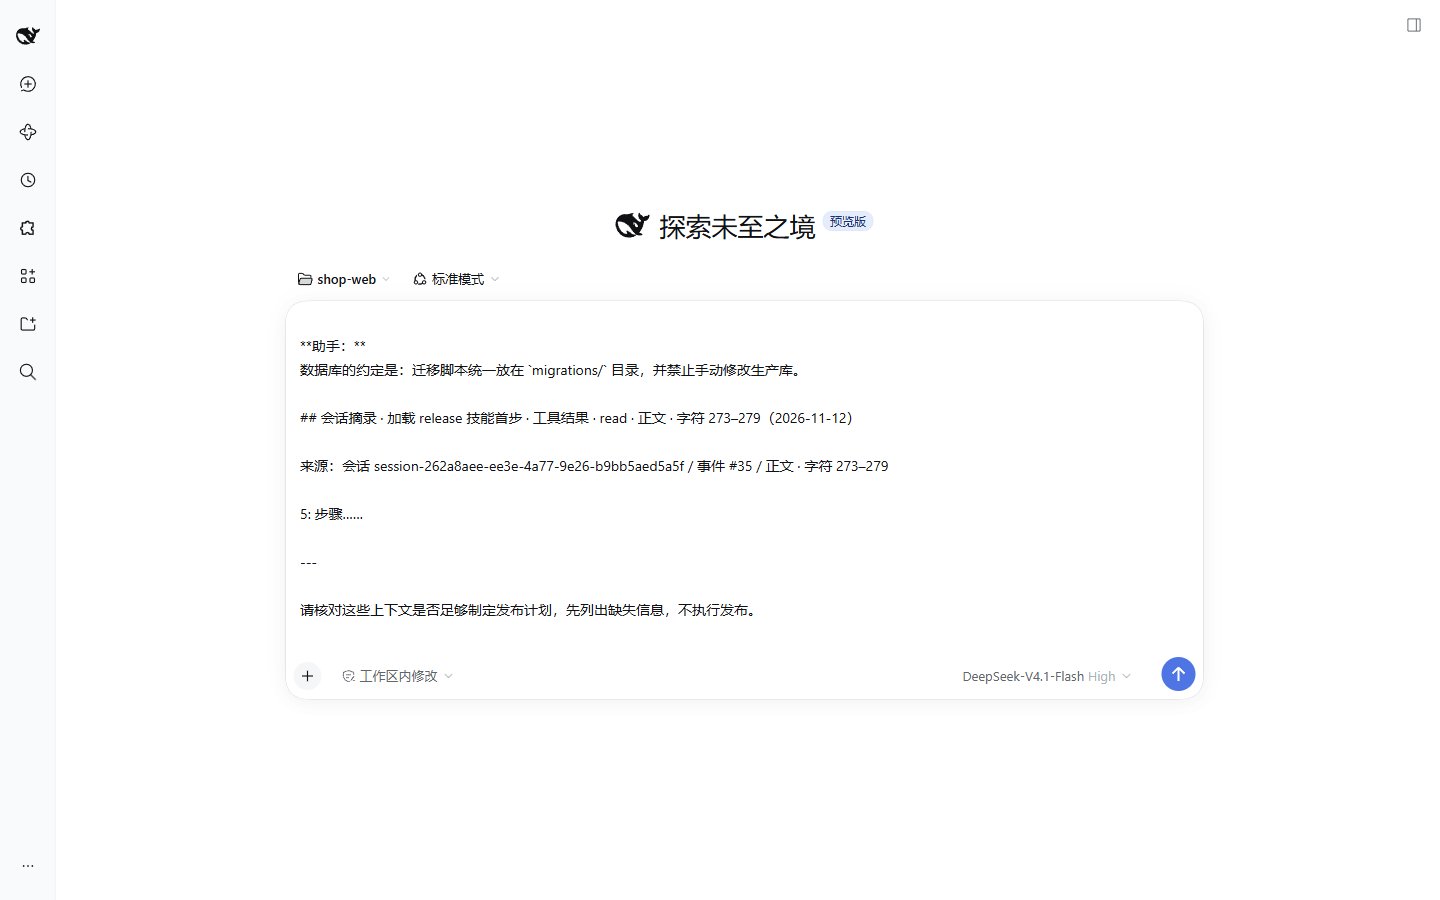 探索未至之境 预览版
shop-web 标准模式
**助手：**
数据库的约定是：迁移脚本统一放在 `migrations/` 目录，并禁止手动修改生产库。
## 会话摘录 · 加载 release 技能首步 · 工具结果 · read · 正文 · 字符 273–279（2026-11-12）
来源：会话 session-262a8aee-ee3e-4a77-9e26-b9bb5aed5a5f / 事件 #35 / 正文 · 字符 273–279
5: 步骤……
---
请核对这些上下文是否足够制定发布计划，先列出缺失信息，不执行发布。
工作区内修改 DeepSeek-V4.1-Flash High